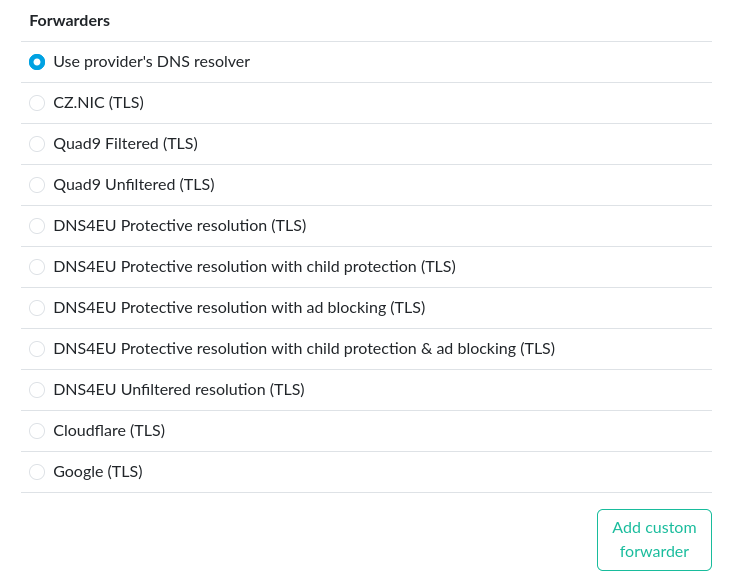 Forwarders
Use provider's DNS resolver
CZ.NIC (TLS)
Quad9 Filtered (TLS)
Quad9 Unfiltered (TLS)
DNS4EU Protective resolution (TLS)
DNS4EU Protective resolution with child protection (TLS)
DNS4EU Protective resolution with ad blocking (TLS)
DNS4EU Protective resolution with child protection & ad blocking (TLS)
DNS4EU Unfiltered resolution (TLS)
Cloudflare (TLS)
Google (TLS)
Add custom
forwarder